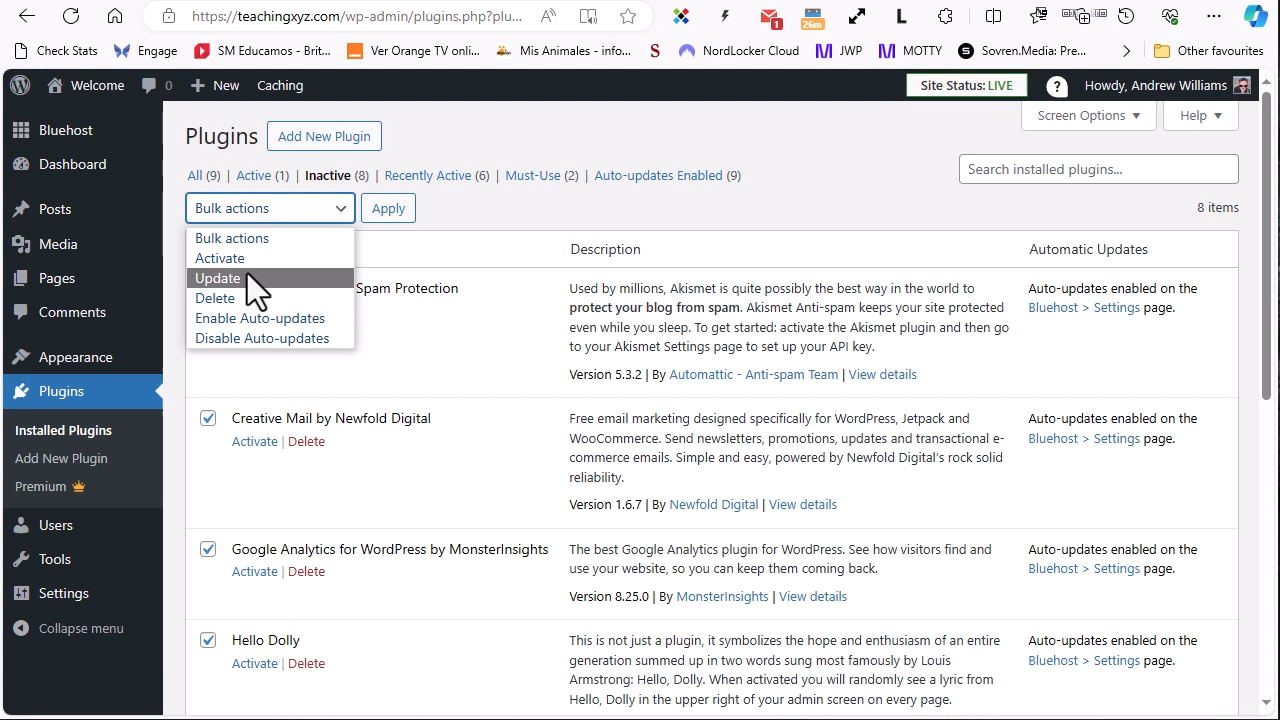 https://teachingxyz.com/wp-admin/plugins.php?plu...
1
26m
L
Check Stats
Engage
SM Educamos - Brit...
Ver Orange TV onlin...
Mis Animales - info...
S
NordLocker Cloud
JWP
MOTTY
Sovren.Media-Pre...
Other favourites
Welcome
0
New
Caching
Site Status: LIVE
Howdy, Andrew Williams
Bluehost
Dashboard
Posts
Media
Pages
Comments
Appearance
Plugins
Installed Plugins
Add New Plugin
Premium
Users
Tools
Settings
Collapse menu
Screen Options
Help
Plugins
Add New Plugin
All (9) | Active (1) | Inactive (8) | Recently Active (6) | Must-Use (2) | Auto-updates Enabled (9)
Search installed plugins...
Bulk actions
Apply
8 items
Bulk actions
Activate
Update
Delete
Enable Auto-updates
Disable Auto-updates
Description
Automatic Updates
Spam Protection
Used by millions, Akismet is quite possibly the best way in the world to
protect your blog from spam. Akismet Anti-spam keeps your site protected
even while you sleep. To get started: activate the Akismet plugin and then go
to your Akismet Settings page to set up your API key.
Version 5.3.2 | By Automattic - Anti-spam Team | View details
Auto-updates enabled on the
Bluehost > Settings page.
Creative Mail by Newfold Digital
Activate | Delete
Free email marketing designed specifically for WordPress, Jetpack and
WooCommerce. Send newsletters, promotions, updates and transactional e-
commerce emails. Simple and easy, powered by Newfold Digital's rock solid
reliability.
Version 1.6.7 | By Newfold Digital | View details
Auto-updates enabled on the
Bluehost > Settings page.
Google Analytics for WordPress by MonsterInsights
Activate | Delete
The best Google Analytics plugin for WordPress. See how visitors find and
use your website, so you can keep them coming back.
Version 8.25.0 | By MonsterInsights | View details
Auto-updates enabled on the
Bluehost > Settings page.
Hello Dolly
Activate | Delete
This is not just a plugin, it symbolizes the hope and enthusiasm of an entire
generation summed up in two words sung most famously by Louis
Armstrong: Hello, Dolly. When activated you will randomly see a lyric from
Hello, Dolly in the upper right of your admin screen on every page.
Auto-updates enabled on the
Bluehost > Settings page.